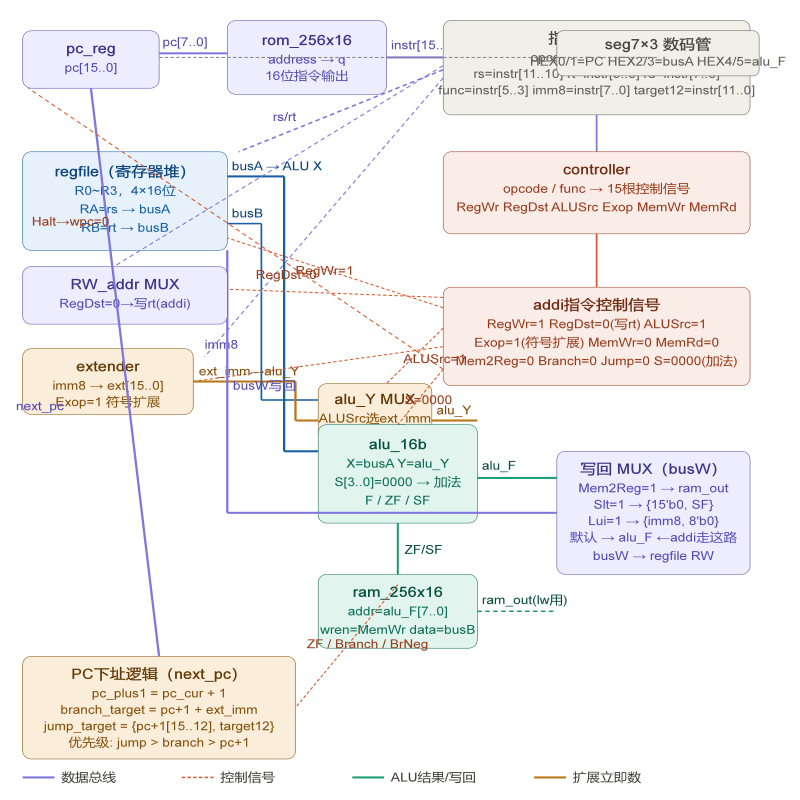 pc_reg
pc[15..0]
pc[7..0]
rom_256x16
address → q
16位指令输出
instr[15..
指
rs=instr[11..10]
func=instr[5..3] imm8=instr[7..0] target12=instr[11..0]
seg7×3 数码管
HEX0/1=PC HEX2/3=busA HEX4/5=alu_F
rs/rt
regfile（寄存器堆）
R0~R3，4×16位
RA=rs → busA
RB=rt → busB
Halt→wpc=0
busA → ALU X
busB
controller
opcode / func → 15根控制信号
RegWr RegDst ALUSrc Exop MemWr MemRd
RW_addr MUX
RegDst=0→写rt(addi)
RegDst=0
RegWr=1
addi指令控制信号
RegWr=1 RegDst=0(写rt) ALUSrc=1
Exop=1(符号扩展) MemWr=0 MemRd=0
Mem2Reg=0 Branch=0 Jump=0 S=0000(加法)
imm8
ALUSrc=1
extender
imm8 → ext[15..0]
Exop=1 符号扩展
next_pc
ext_imm→alu_Y
busW写回
alu_Y MUX
S=0000
ALUSrc选ext_imm
alu_Y
alu_16b
X=busA Y=alu_Y
S[3..0]=0000 → 加法
F / ZF / SF
alu_F
写回 MUX（busW）
Mem2Reg=1 → ram_out
Slt=1 → {15'b0, SF}
Lui=1 → {imm8, 8'b0}
默认 → alu_F ←addi走这路
busW → regfile RW
ZF/SF
ram_256x16
addr=alu_F[7..0]
wren=MemWr data=busB
ram_out(lw用)
ZF / Branch / BrNeg
PC下址逻辑（next_pc）
pc_plus1 = pc_cur + 1
branch_target = pc+1 + ext_imm
jump_target = {pc+1[15..12], target12}
优先级: jump > branch > pc+1
数据总线
控制信号
ALU结果/写回
扩展立即数